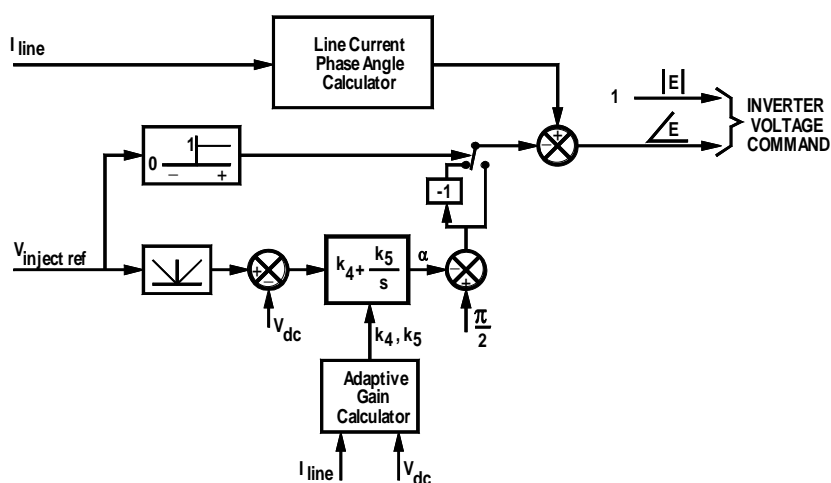 I line
Line Current
Phase Angle
Calculator
1
|E|
∠E
INVERTER
VOLTAGE
COMMAND
+
−
0
1
− +
-1
V inject ref
+
−
V dc
k4 + k5/s
α
−
+
π/2
k4 , k5
Adaptive
Gain
Calculator
I line
V dc